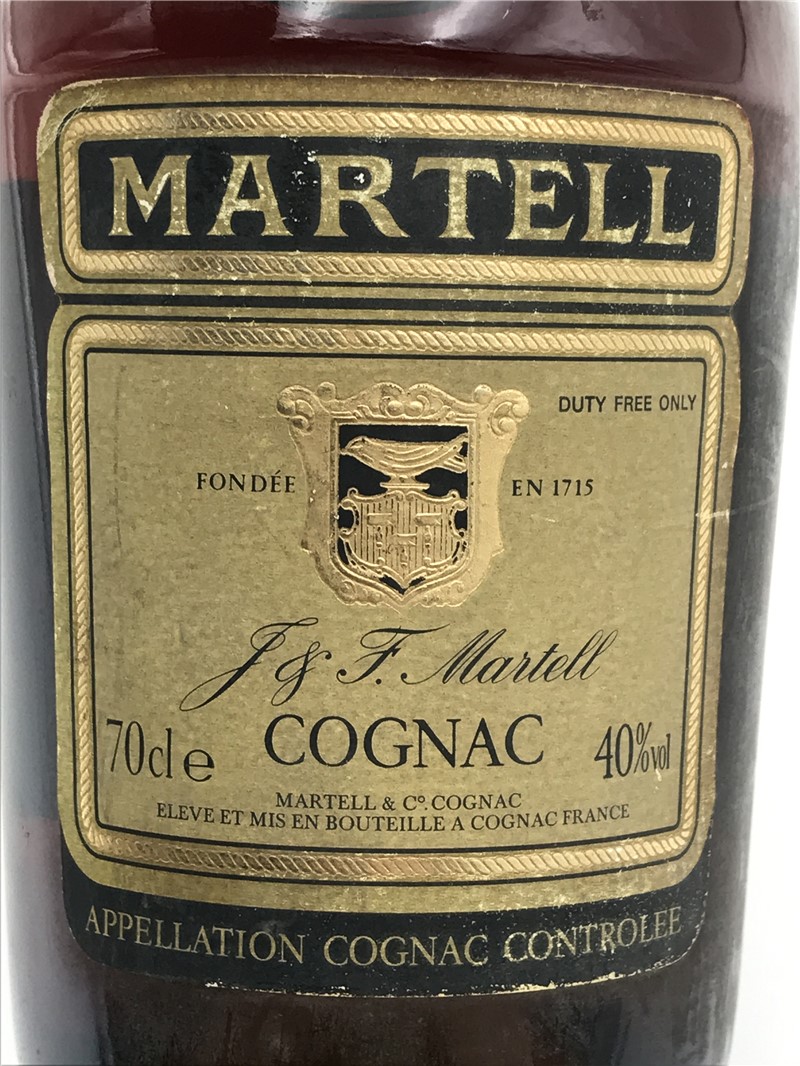 MARTELL
DUTY FREE ONLY
FONDÉE EN 1715
J & F. Martell
70cl e COGNAC 40%vol
MARTELL & Cº. COGNAC
ELEVE ET MIS EN BOUTEILLE A COGNAC FRANCE
APPELLATION COGNAC CONTROLEE